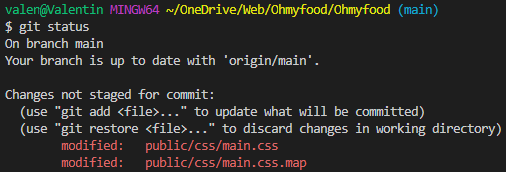 valen@Valentin MINGW64 ~/OneDrive/Web/Ohmyfood/Ohmyfood (main)
$ git status
On branch main
Your branch is up to date with 'origin/main'.

Changes not staged for commit:
  (use "git add <file>..." to update what will be committed)
  (use "git restore <file>..." to discard changes in working directory)
        modified:   public/css/main.css
        modified:   public/css/main.css.map